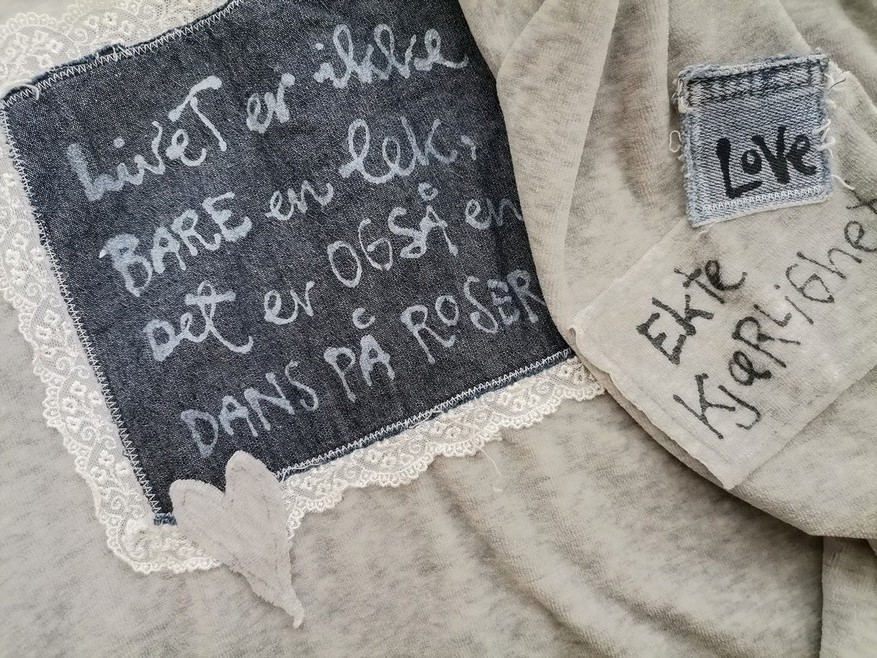 LiveT er ikke
BARE en lek,
Det er OGSÅ en
DANS PÅ ROSER
LOVe
Ekte
KjæRLiGhet